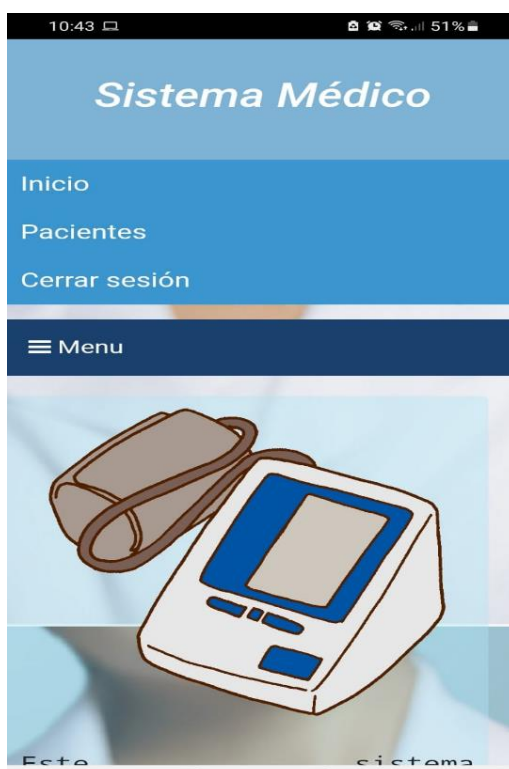 10:43 51%
Sistema Médico
Inicio
Pacientes
Cerrar sesión
Menu
Este sistema